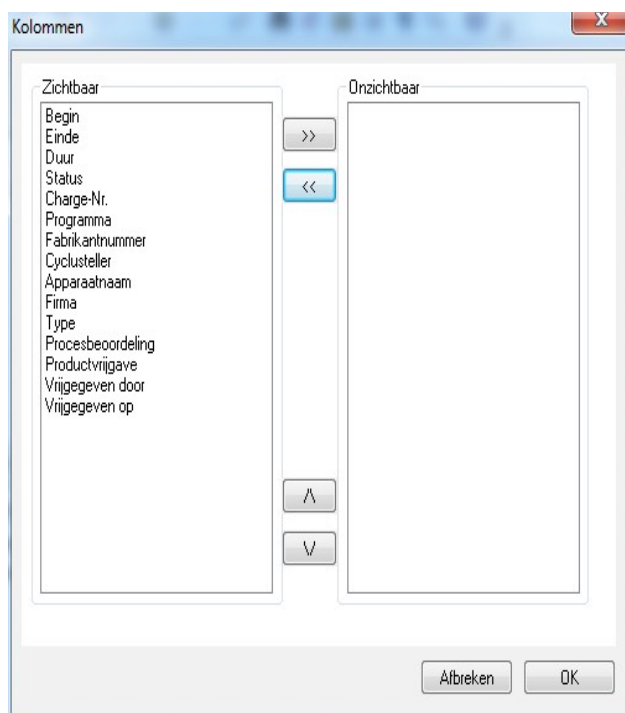 Kolommen
X
Zichtbaar
Begin
Einde
Duur
Status
Charge-Nr.
Programma
Fabrikantnummer
Cyclusteller
Apparaatnaam
Firma
Type
Procesbeoordeling
Productvrijgave
Vrijgegeven door
Vrijgegeven op
>>
<<
/\
\/
Onzichtbaar
Afbreken
OK